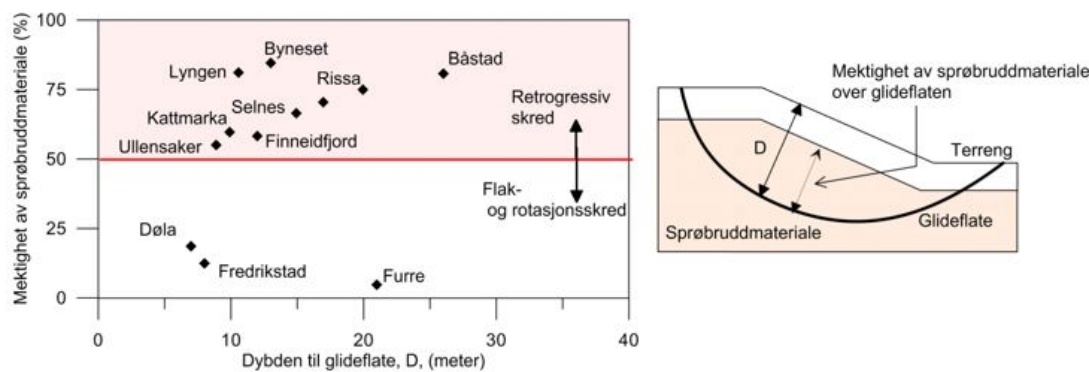 Mektighet av sprøbruddmateriale (%)
100
75
50
25
0
Byneset
Lyngen
Båstad
Rissa
Selnes
Kattmarka
Finneidfjord
Ullensaker
Retrogressiv
skred
Flak-
og rotasjonsskred
Døla
Fredrikstad
Furre
0
10
20
30
40
Dybden til glideflate, D, (meter)
Mektighet av sprøbruddmateriale
over glideflaten
D
Terreng
Glideflate
Sprøbruddmateriale